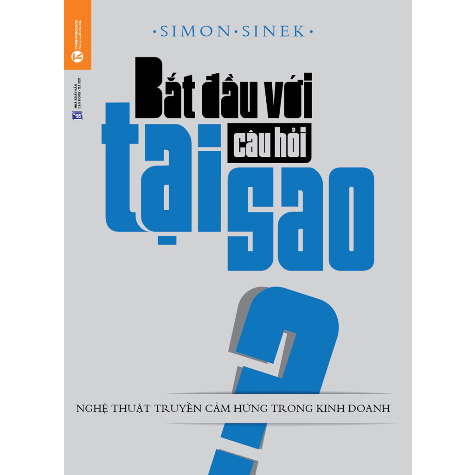 ·SIMON·SINEK·
Bắt đầu với
câu hỏi
tại sao
?
NGHỆ THUẬT TRUYỀN CẢM HỨNG TRONG KINH DOANH